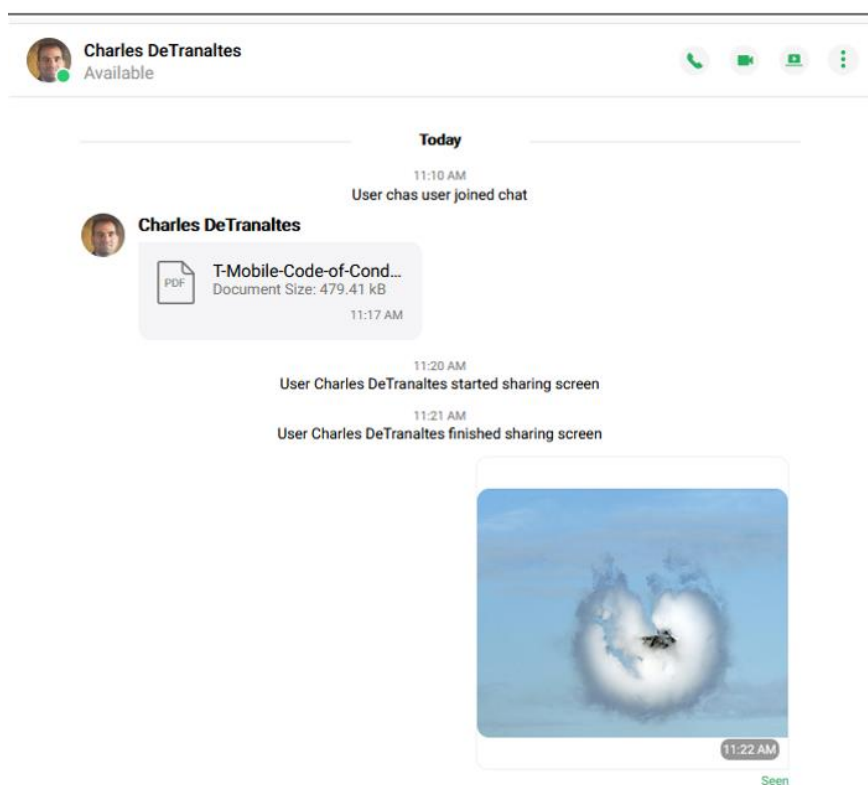 Charles DeTranaltes
Available
Today
11:10 AM
User chas user joined chat
Charles DeTranaltes
PDF
T-Mobile-Code-of-Cond...
Document Size: 479.41 kB
11:17 AM
11:20 AM
User Charles DeTranaltes started sharing screen
11:21 AM
User Charles DeTranaltes finished sharing screen
11:22 AM
Seen